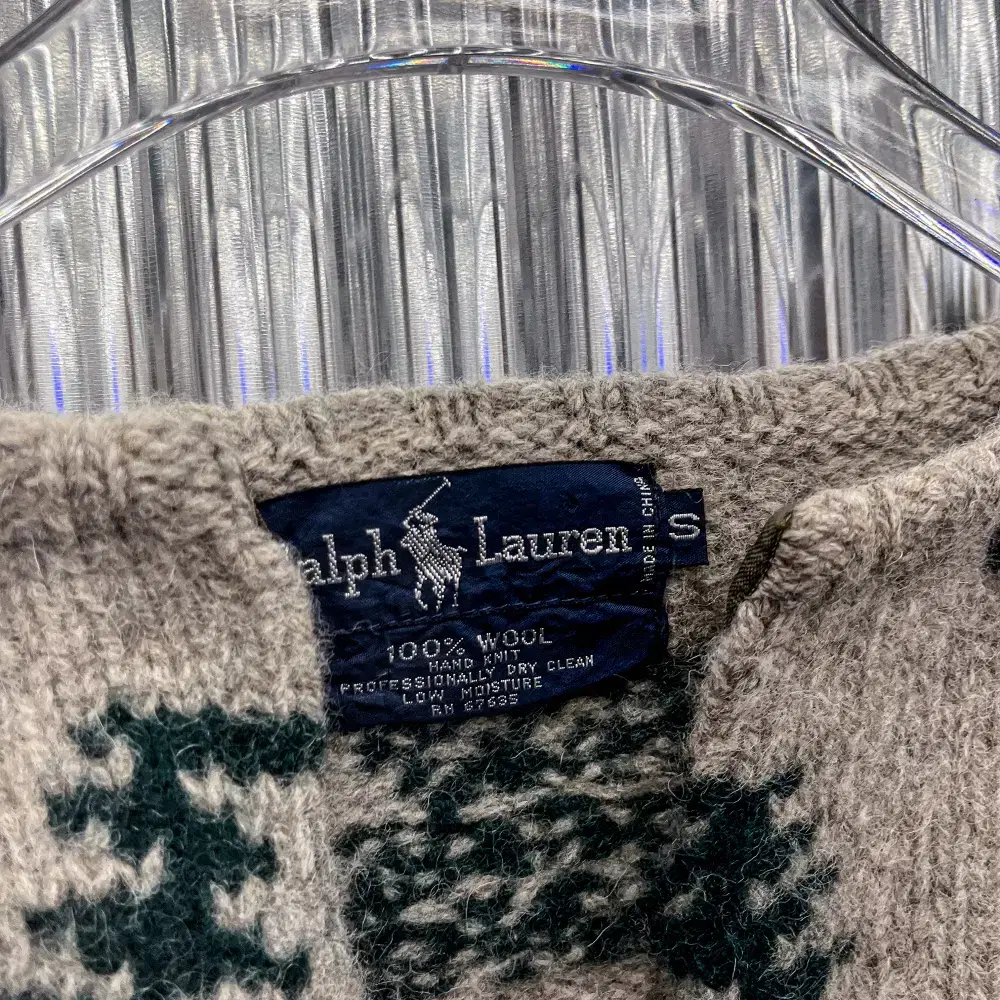 alph Lauren
MADE IN CHINA
S
100% WOOL
HAND KNIT
PROFESSIONALLY DRY CLEAN
LOW MOISTURE
RN 67635